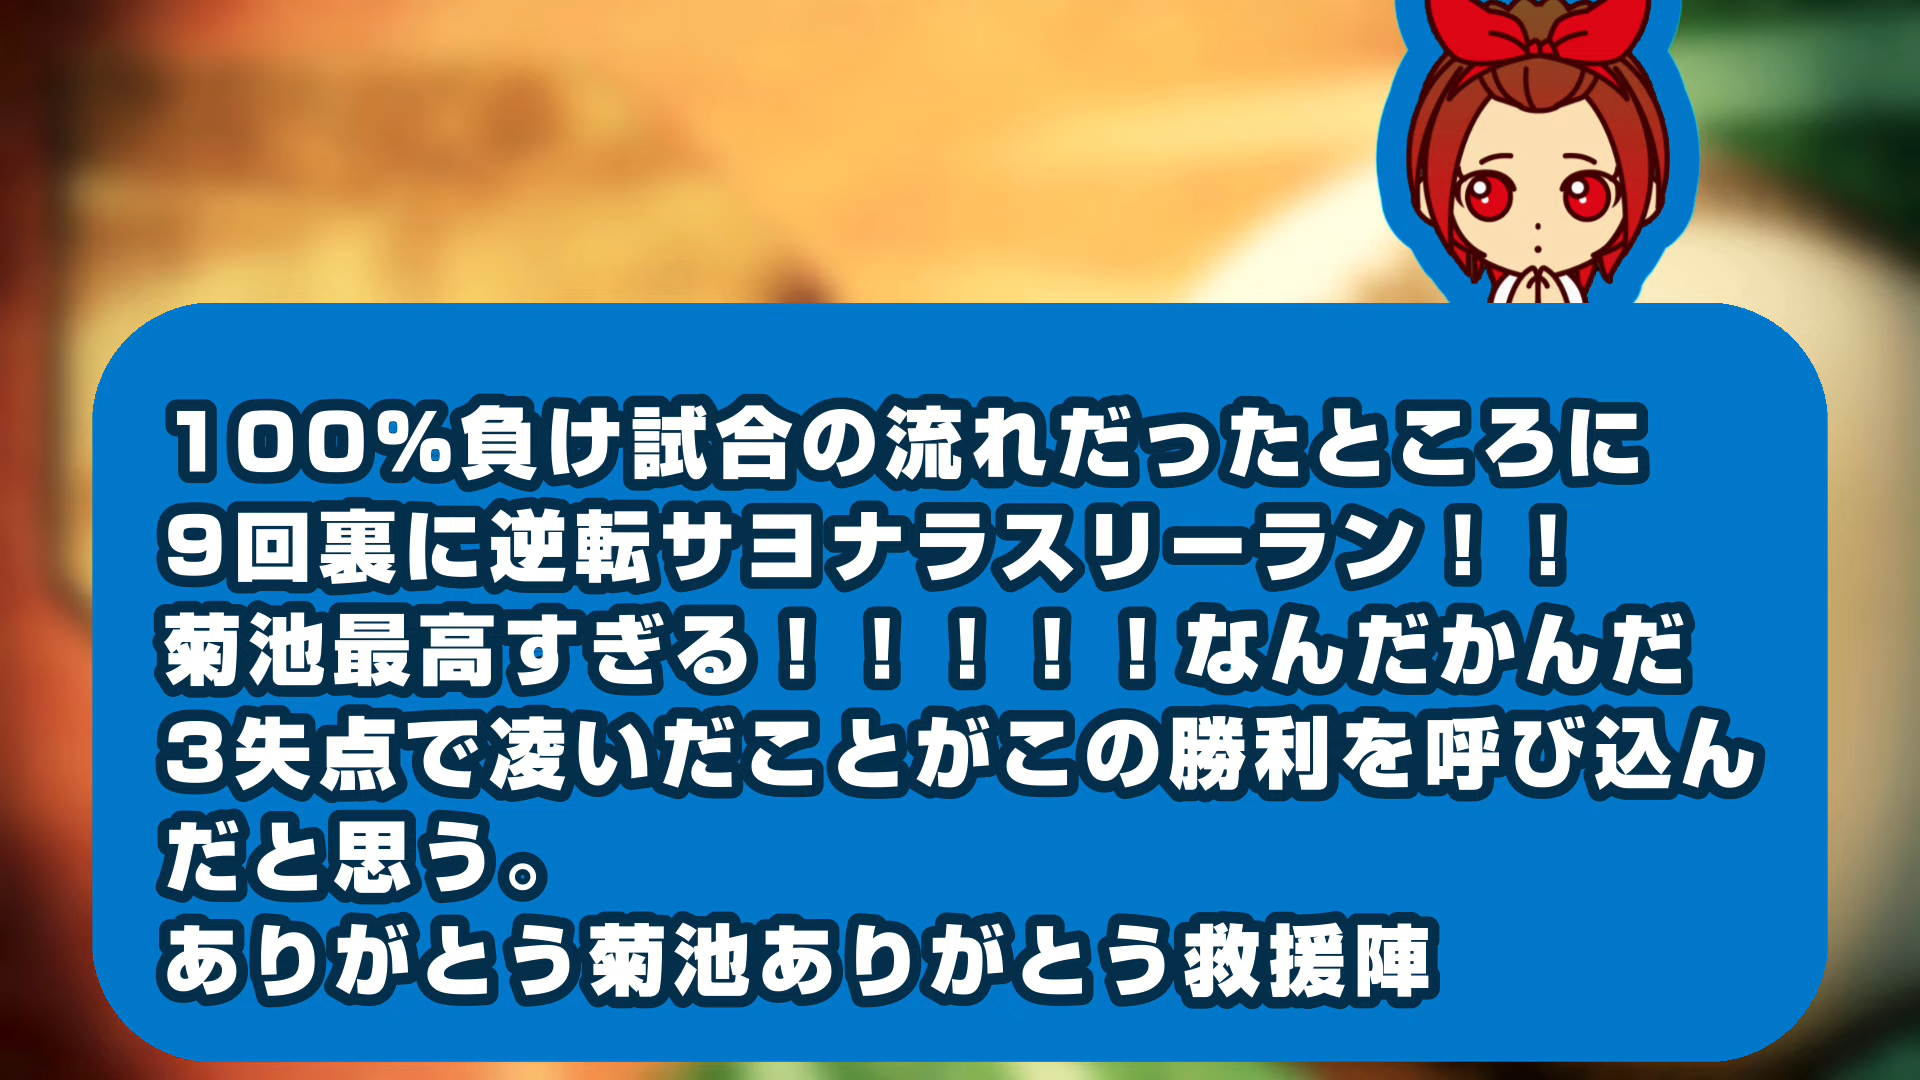 100%負け試合の流れだったところに
9回裏に逆転サヨナラスリーラン！！
菊池最高すぎる！！！！！なんだかんだ
3失点で凌いだことがこの勝利を呼び込ん
だと思う。
ありがとう菊池ありがとう救援陣